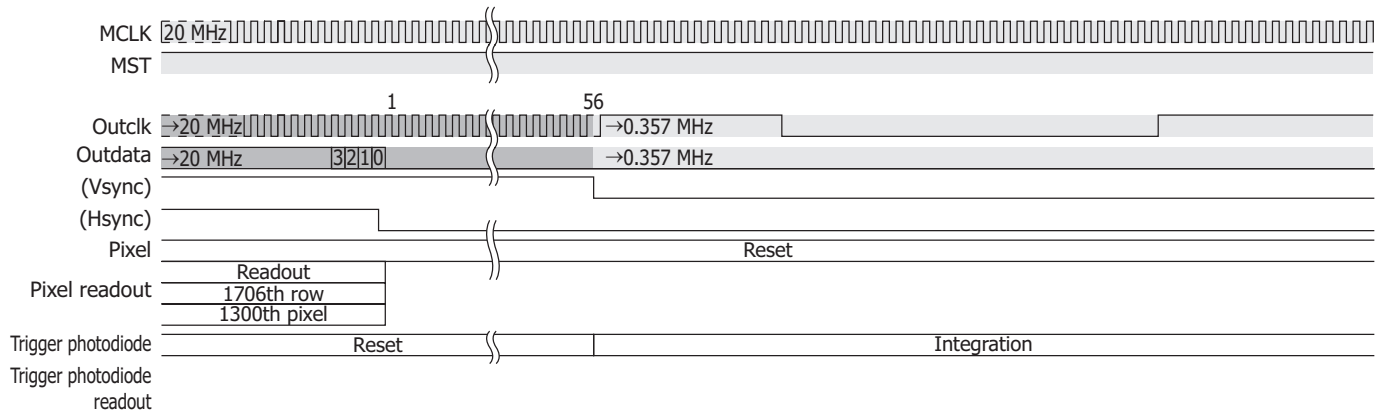 MCLK 20 MHz
MST
1 56
Outclk →20 MHz →0.357 MHz
Outdata →20 MHz 3 2 1 0 →0.357 MHz
(Vsync)
(Hsync)
Pixel Reset
Readout
Pixel readout 1706th row
1300th pixel
Trigger photodiode Reset Integration
Trigger photodiode
readout